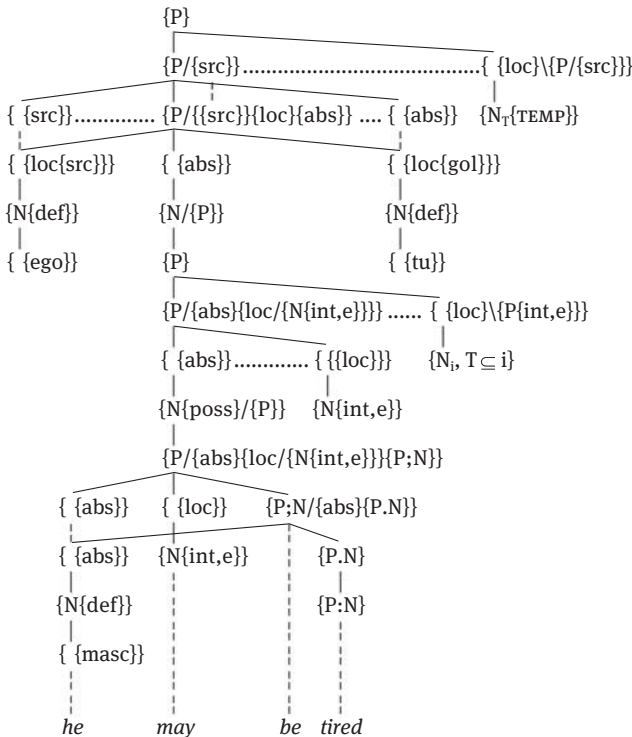 {P}
{P/{src}}................................................{ {loc}\{P/{src}}}
{ {src}}.............. {P/{{src}}{loc}{abs}} .... { {abs}} {N_T{TEMP}}
{ {loc{src}}} { {abs}} { {loc{gol}}}
{N{def}} {N/{P}} {N{def}}
{ {ego}} {P} { {tu}}
{P/{abs}{loc/{N{int,e}}}} ...... { {loc}\{P{int,e}}}
{ {abs}}............. { {{loc}}} {N_i, T ⊆ i}
{N{poss}/{P}} {N{int,e}}
{P/{abs}{loc/{N{int,e}}}{P;N}}
{ {abs}} { {loc}} {P;N/{abs}{P.N}}
{ {abs}} {N{int,e}} {P.N}
{N{def}} {P:N}
{ {masc}}
he may be tired